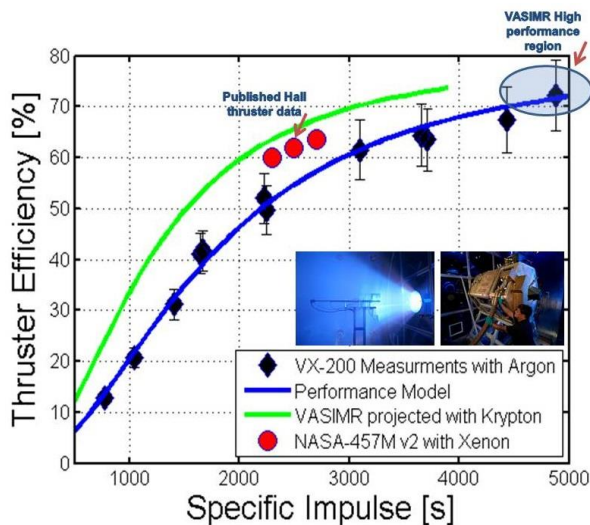 VASIMR High
performance
region
Published Hall
thruster data
Thruster Efficiency [%]
80
70
60
50
40
30
20
10
0
VX-200 Measurments with Argon
Performance Model
VASIMR projected with Krypton
NASA-457M v2 with Xenon
1000 2000 3000 4000 5000
Specific Impulse [s]